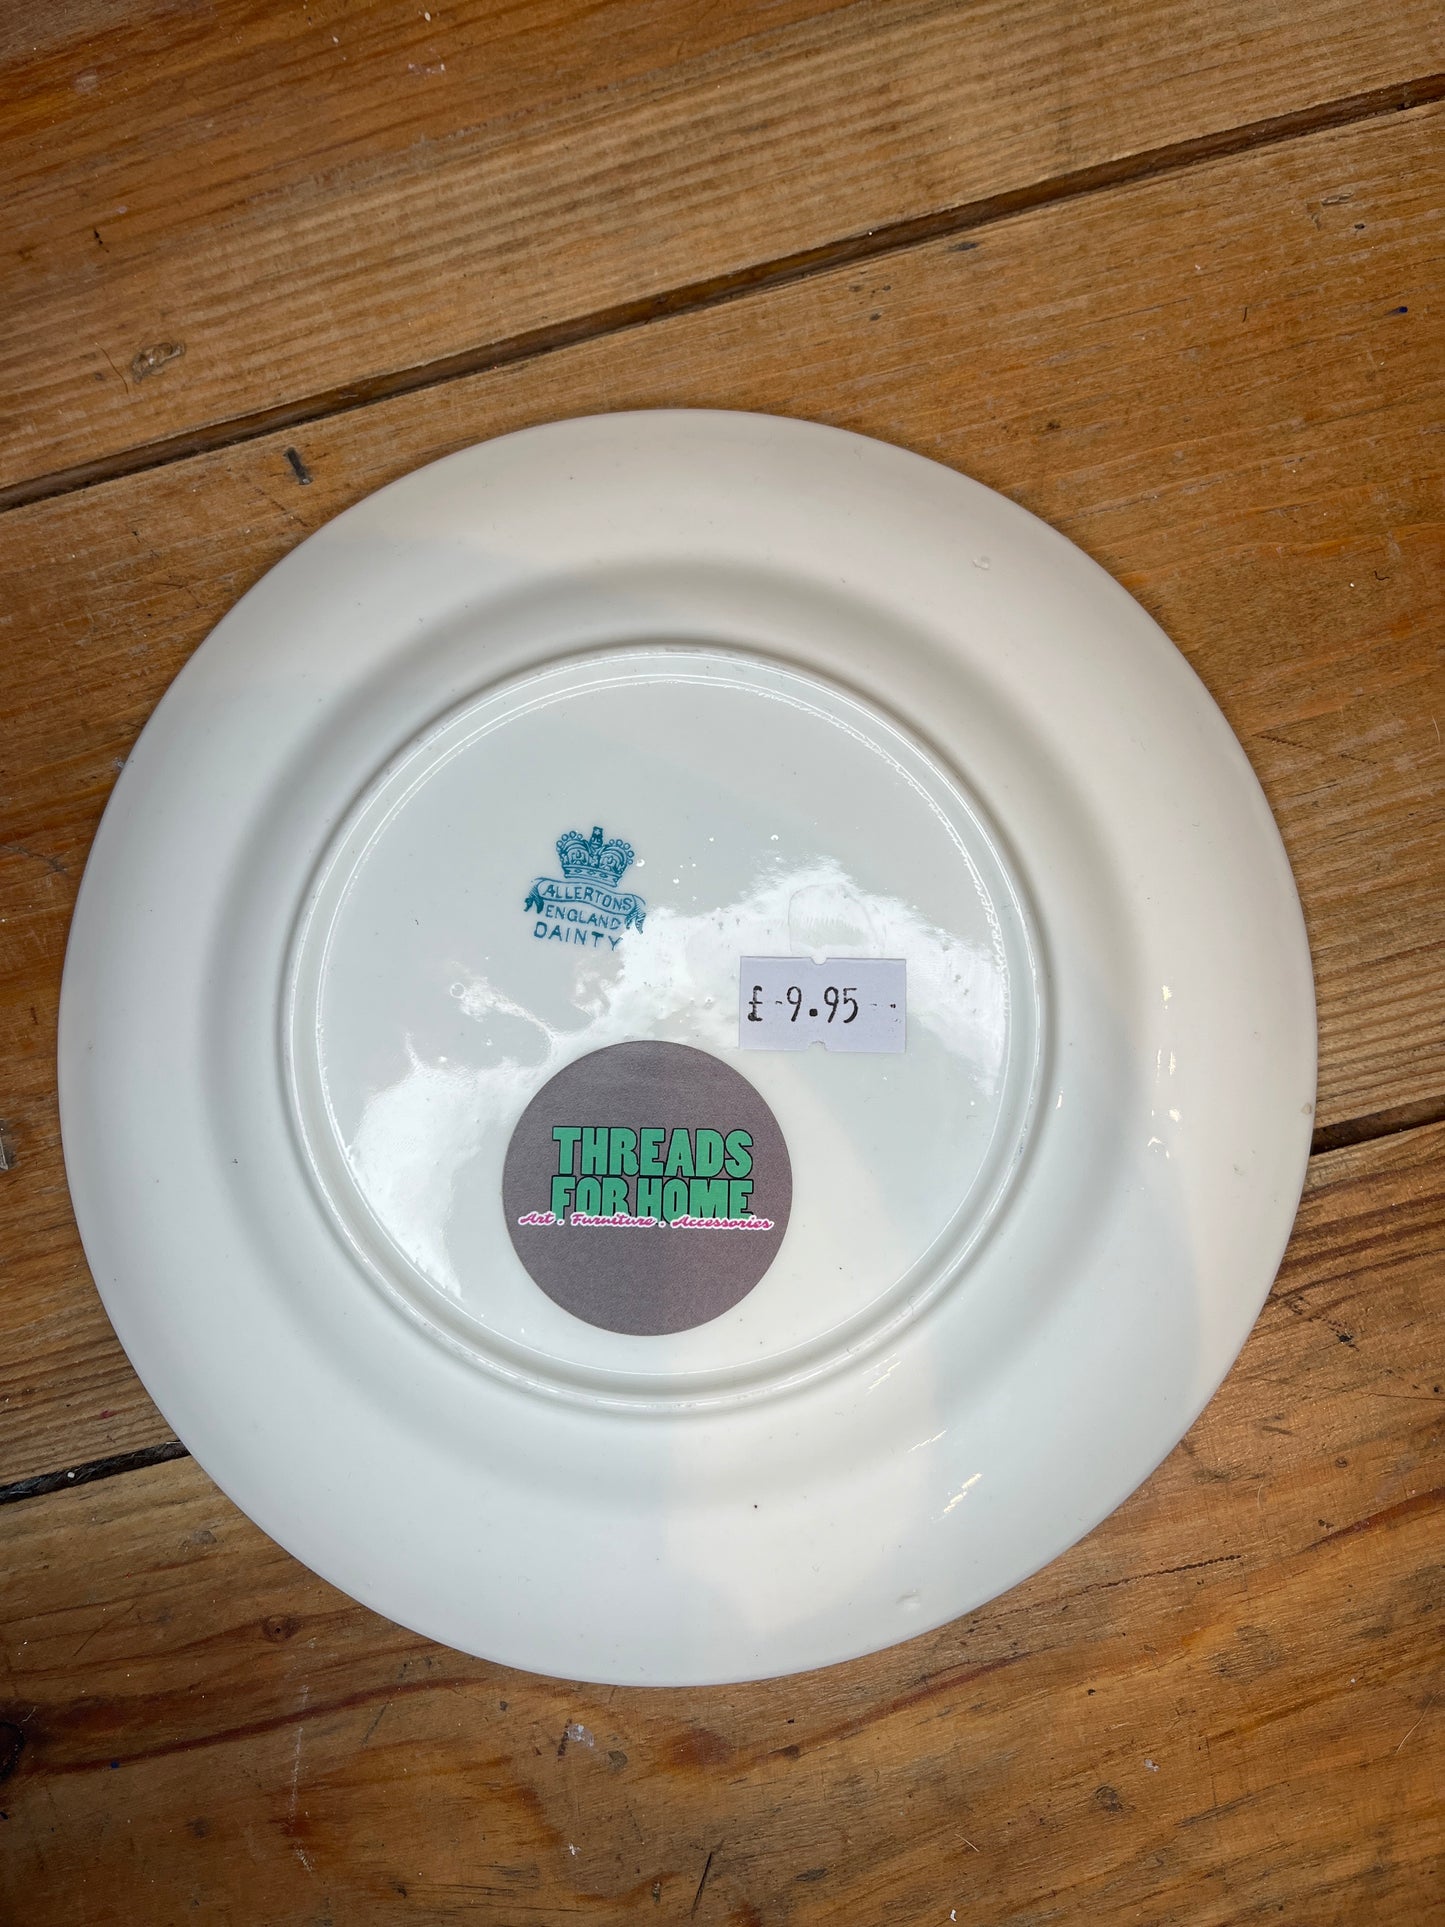 ALLERTONS
ENGLAND
DAINTY
£ 9.95
THREADS
FOR HOME
Art . Furniture . Accessories